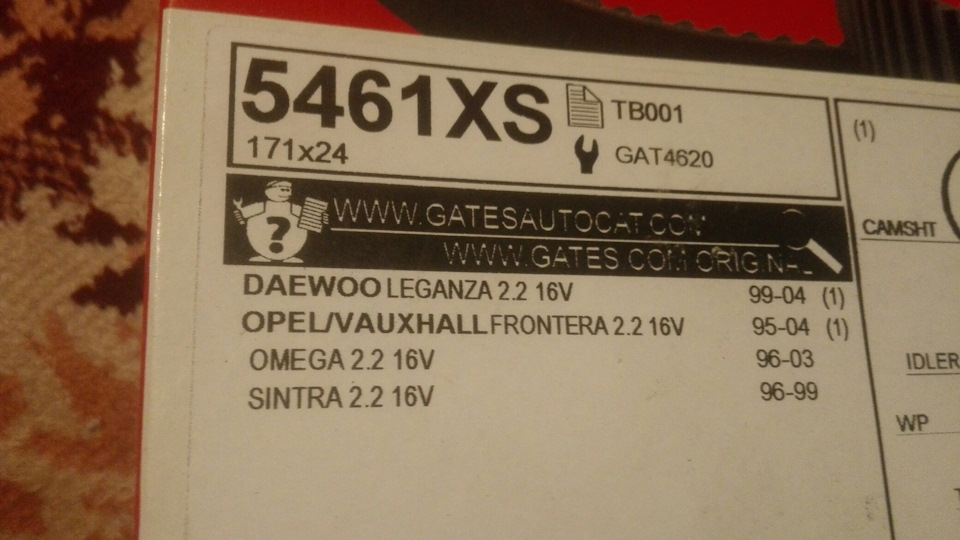 5461XS
171x24
TB001
GAT4620
?
WWW.GATESAUTOCAT.COM
WWW.GATES.COM/ORIGINAL
DAEWOO LEGANZA 2.2 16V 99-04 (1)
OPEL/VAUXHALL FRONTERA 2.2 16V 95-04 (1)
OMEGA 2.2 16V 96-03
SINTRA 2.2 16V 96-99
(1)
CAMSHT
IDLER
WP